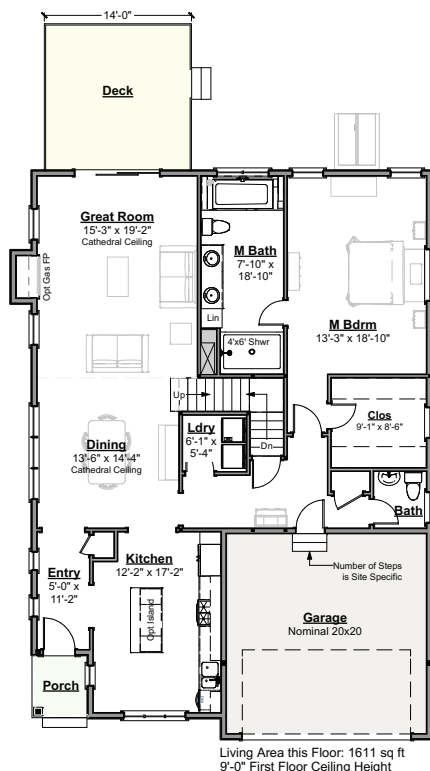 14'-0"
Deck
Great Room
15'-3" x 19'-2"
Cathedral Ceiling
Opt Gas FP
M Bath
7'-10" x
18'-10"
Lin
4'x6' Shwr
M Bdrm
13'-3" x 18'-10"
Up
Clos
9'-1" x 8'-6"
Ldry
6'-1" x
5'-4"
Dn
Dining
13'-6" x 14'-4"
Cathedral Ceiling
Bath
Kitchen
12'-2" x 17'-2"
Entry
5'-0" x
11'-2"
Opt Island
Number of Steps
is Site Specific
Garage
Nominal 20x20
Porch
Living Area this Floor: 1611 sq ft
9'-0" First Floor Ceiling Height